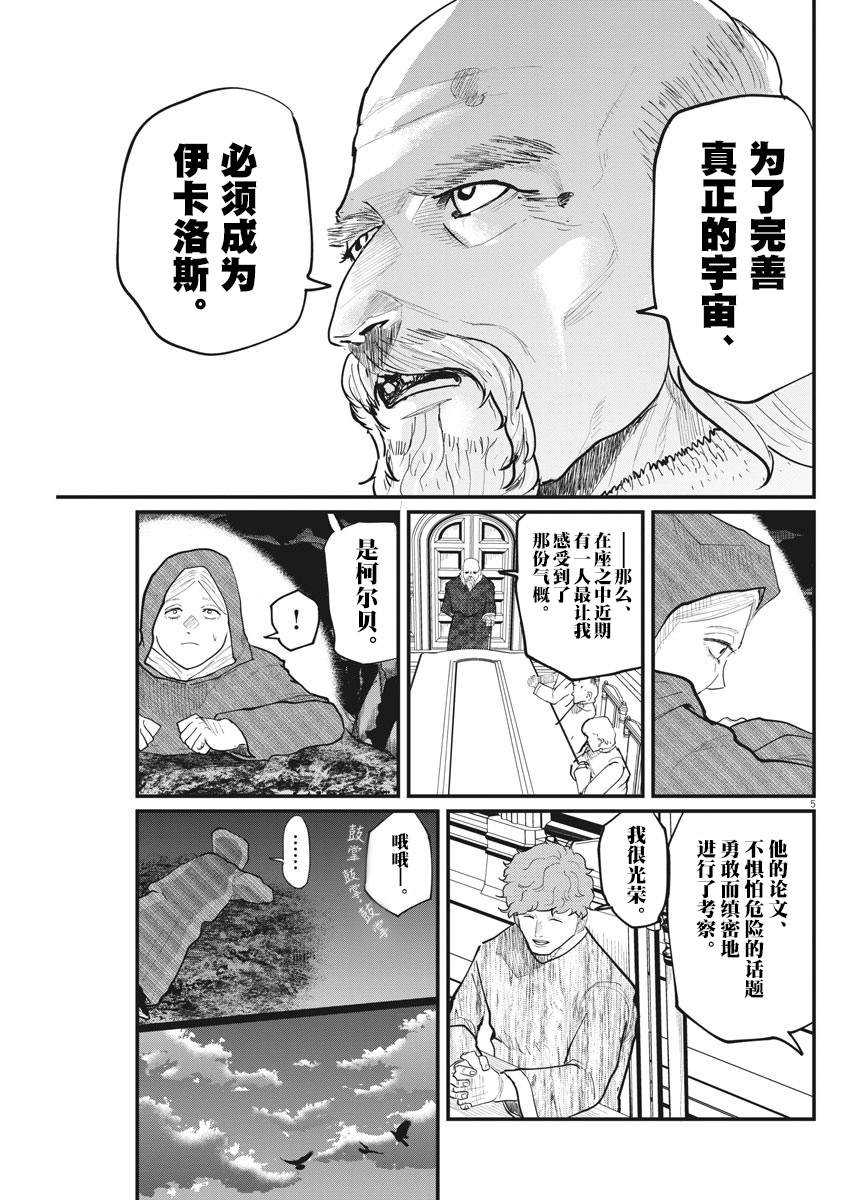 为了完善
真正的宇宙、
必须成为
伊卡洛斯。
——那么、
在座之中近期
有一人最让我
感受到了
那份气概。
是柯尔贝。
！
5
他的论文、
不惧怕危险的话题
勇敢而缜密地
进行了考察。
我很光荣。
哦哦—。
鼓掌
鼓掌
鼓掌
……